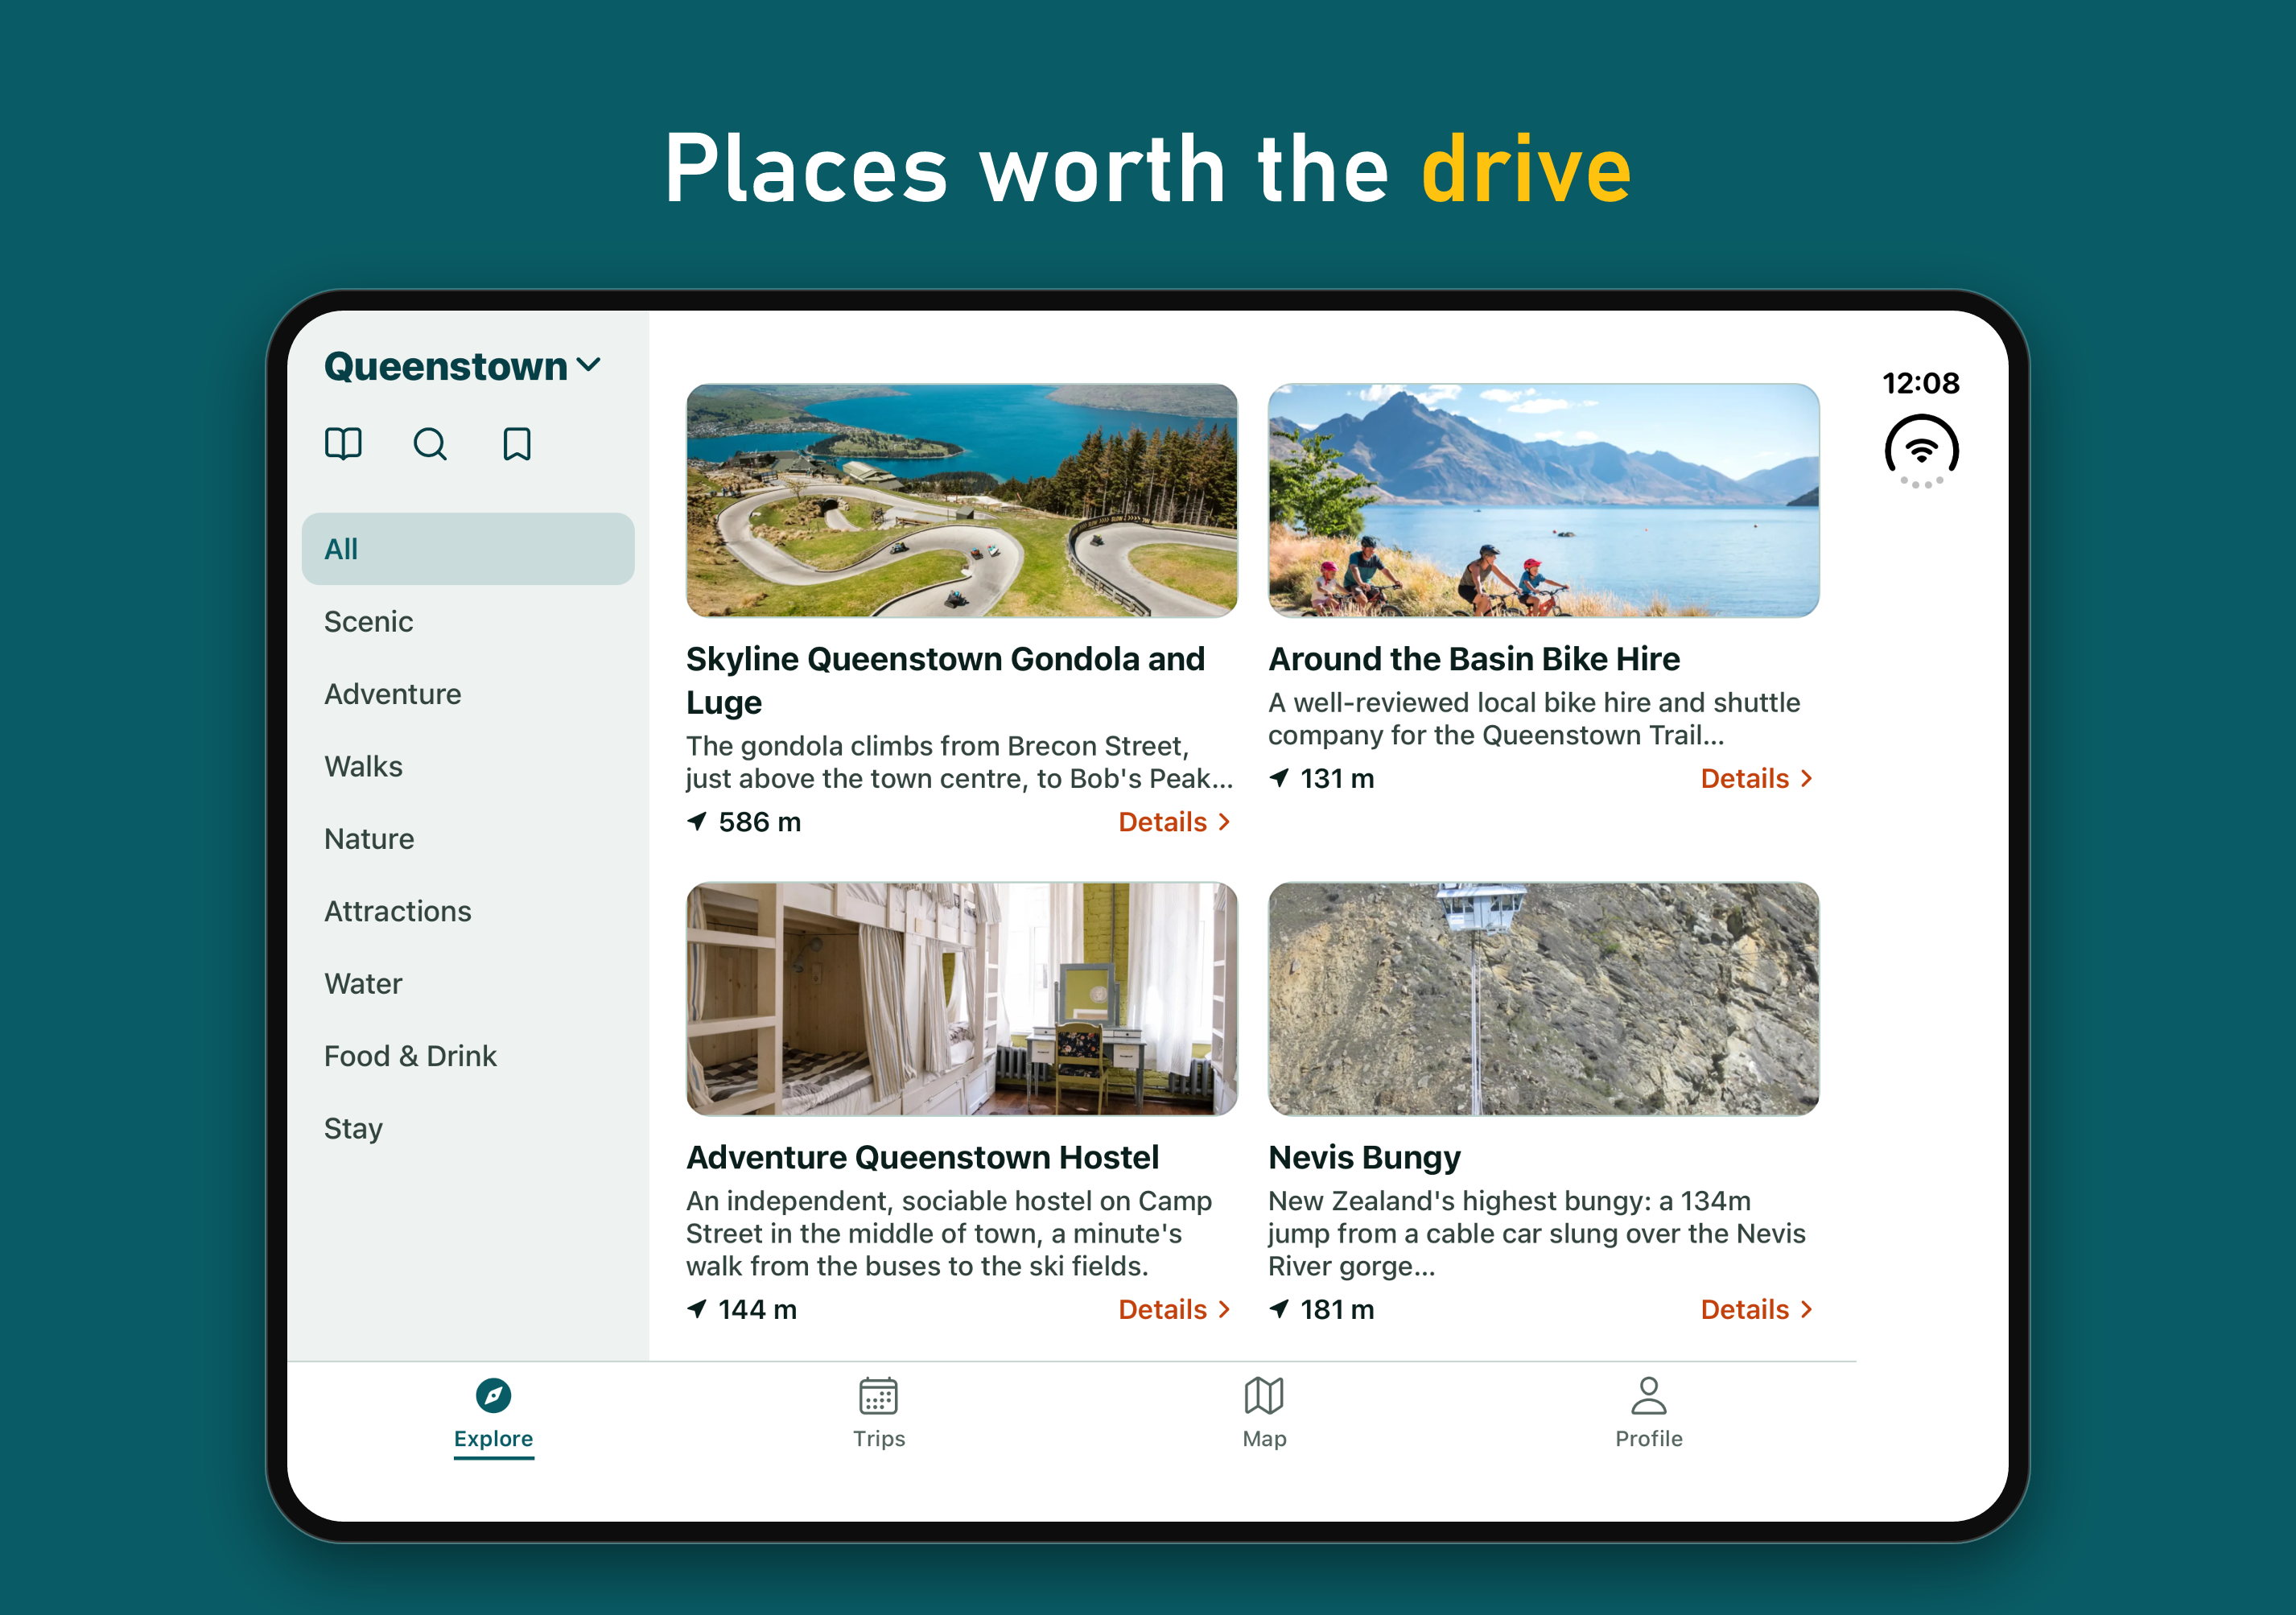 Places worth the drive
Queenstown
All
Scenic
Adventure
Walks
Nature
Attractions
Water
Food & Drink
Stay
12:08
Skyline Queenstown Gondola and
Luge
The gondola climbs from Brecon Street,
just above the town centre, to Bob's Peak...
586 m
Details
Around the Basin Bike Hire
A well-reviewed local bike hire and shuttle
company for the Queenstown Trail...
131 m
Details
Adventure Queenstown Hostel
An independent, sociable hostel on Camp
Street in the middle of town, a minute's
walk from the buses to the ski fields.
144 m
Details
Nevis Bungy
New Zealand's highest bungy: a 134m
jump from a cable car slung over the Nevis
River gorge...
181 m
Details
Explore
Trips
Map
Profile